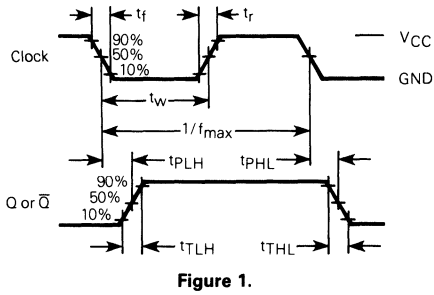 tf
tr
90%
VCC
Clock
50%
10%
GND
tw
1/fmax
tPLH
tPHL
90%
Q or Q̅
50%
10%
tTLH
tTHL
Figure 1.